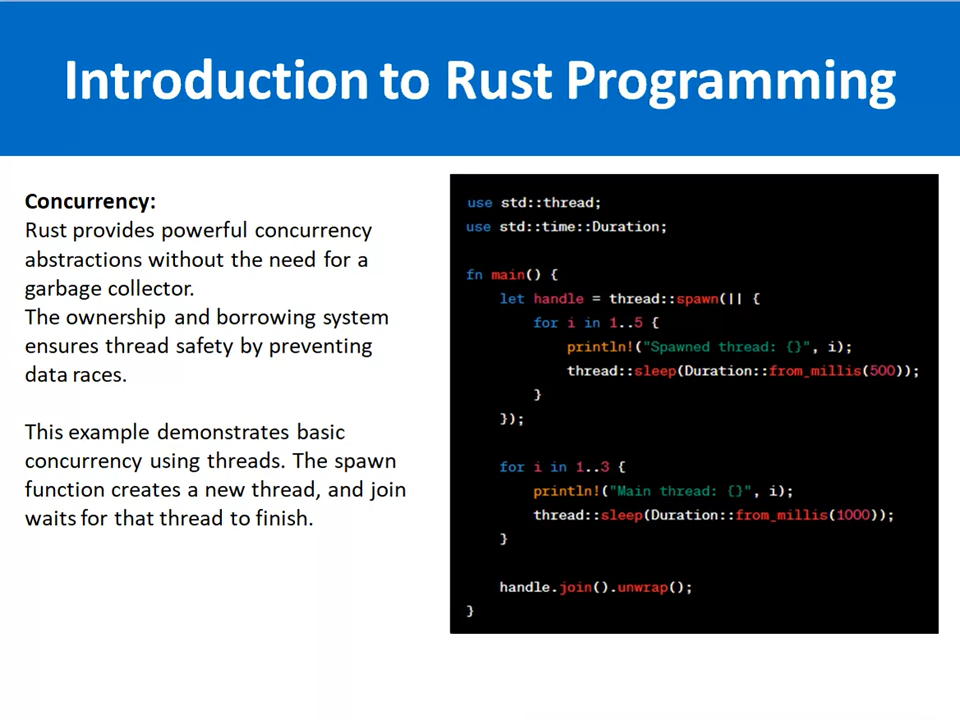 Introduction to Rust Programming
Concurrency:
Rust provides powerful concurrency
abstractions without the need for a
garbage collector.
The ownership and borrowing system
ensures thread safety by preventing
data races.
This example demonstrates basic
concurrency using threads. The spawn
function creates a new thread, and join
waits for that thread to finish.
use std::thread;
use std::time::Duration;
fn main() {
    let handle = thread::spawn(|| {
        for i in 1..5 {
            println!("Spawned thread: {}", i);
            thread::sleep(Duration::from_millis(500));
        }
    });
    for i in 1..3 {
        println!("Main thread: {}", i);
        thread::sleep(Duration::from_millis(1000));
    }
    handle.join().unwrap();
}